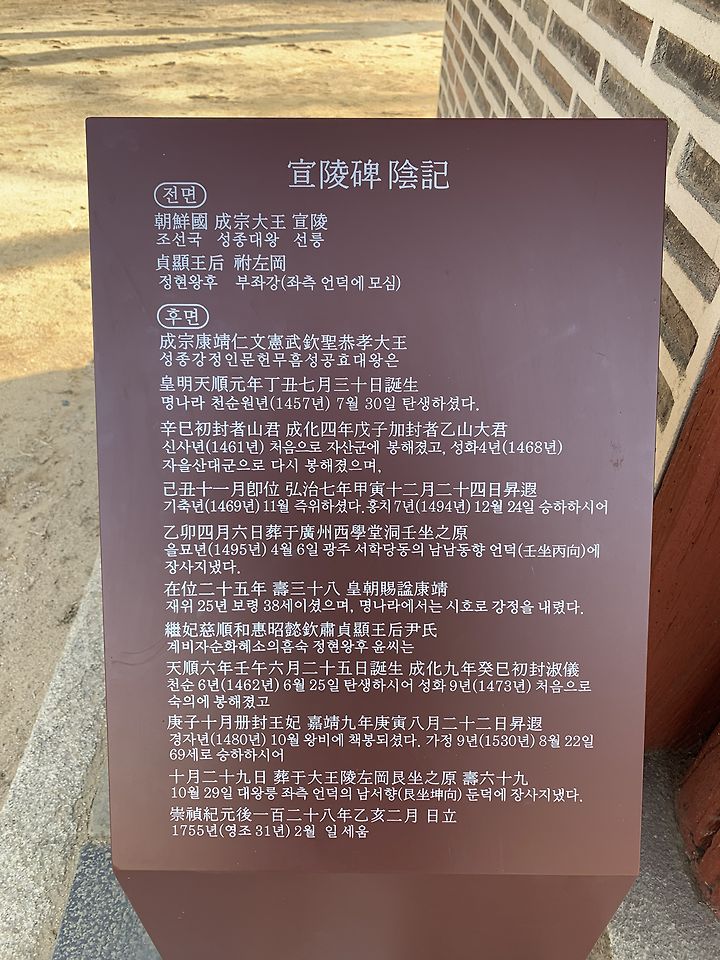 宣陵碑 陰記
전면
朝鮮國 成宗大王 宣陵
조선국 성종대왕 선릉
貞顯王后 祔左岡
정현왕후 부좌강(좌측 언덕에 모심)
후면
成宗康靖仁文憲武欽聖恭孝大王
성종강정인문헌무흠성공효대왕은
皇明天順元年丁丑七月三十日誕生
명나라 천순원년(1457년) 7월 30일 탄생하셨다.
辛巳初封者山君 成化四年戊子加封者乙山大君
신사년(1461년) 처음으로 자산군에 봉해졌고, 성화4년(1468년)
자을산대군으로 다시 봉해졌으며,
己丑十一月卽位 弘治七年甲寅十二月二十四日昇遐
기축년(1469년) 11월 즉위하셨다. 홍치 7년(1494년) 12월 24일 승하하시어
乙卯四月六日葬于廣州西學堂洞壬坐之原
을묘년(1495년) 4월 6일 광주 서학당동의 남남동향 언덕(壬坐丙向)에
장사지냈다.
在位二十五年 壽三十八 皇朝賜諡康靖
재위 25년 보령 38세이셨으며, 명나라에서는 시호로 강정을 내렸다.
繼妃慈順和惠昭懿欽肅貞顯王后尹氏
계비자순화혜소의흠숙 정현왕후 윤씨는
天順六年壬午六月二十五日誕生 成化九年癸巳初封淑儀
천순 6년(1462년) 6월 25일 탄생하시어 성화 9년(1473년) 처음으로
숙의에 봉해졌고
庚子十月册封王妃 嘉靖九年庚寅八月二十二日昇遐
경자년(1480년) 10월 왕비에 책봉되셨다. 가정 9년(1530년) 8월 22일
69세로 승하하시어
十月二十九日 葬于大王陵左岡艮坐之原 壽六十九
10월 29일 대왕릉 좌측 언덕의 남서향(艮坐坤向) 둔덕에 장사지냈다.
崇禎紀元後一百二十八年乙亥二月 日立
1755년(영조 31년) 2월 일 세움